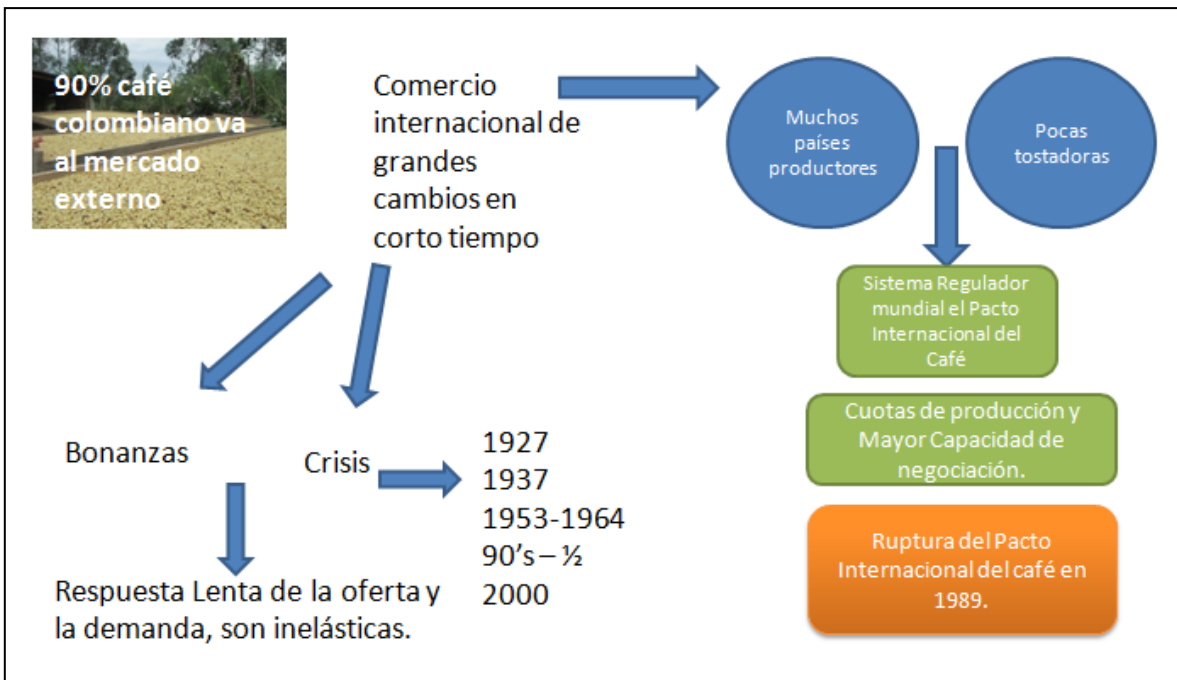 90% café
colombiano va
al mercado
externo
Comercio
internacional de
grandes
cambios en
corto tiempo
Muchos
países
productores
Pocas
tostadoras
Sistema Regulador
mundial el Pacto
Internacional del
Café
Cuotas de producción y
Mayor Capacidad de
negociación.
Ruptura del Pacto
Internacional del café en
1989.
Bonanzas
Crisis
1927
1937
1953-1964
90’s – ½
2000
Respuesta Lenta de la oferta y
la demanda, son inelásticas.